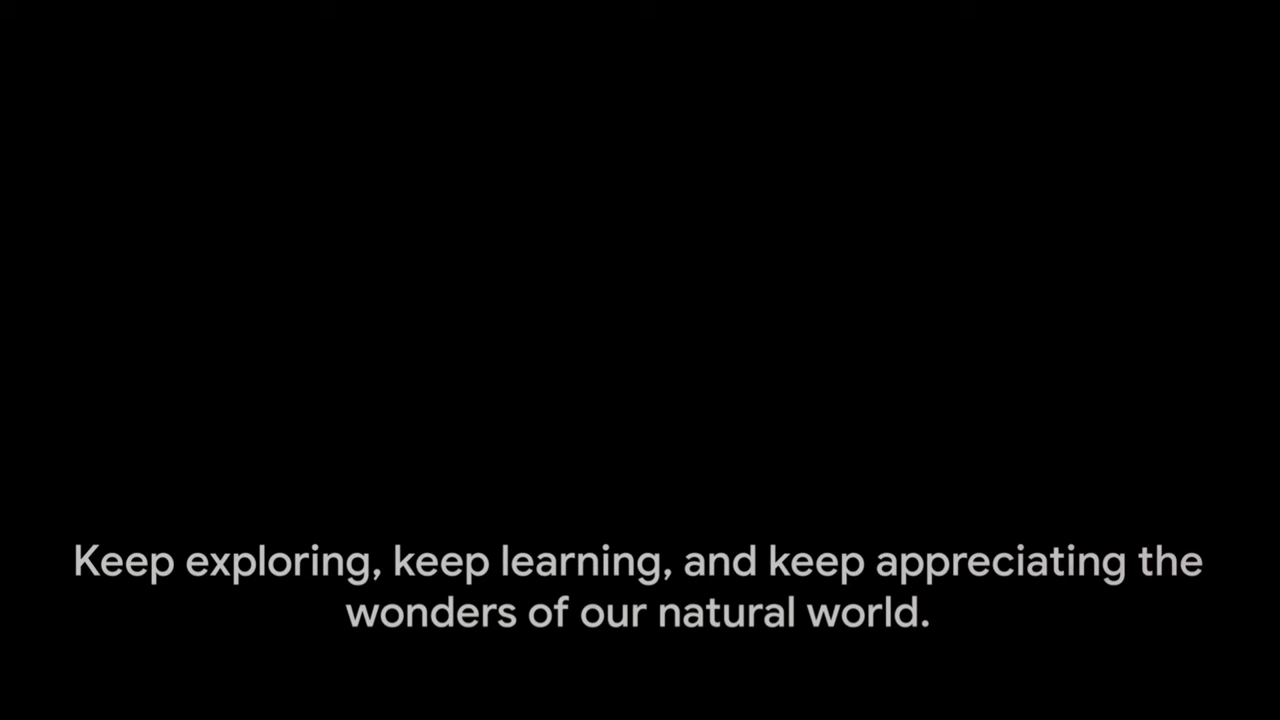 Keep exploring, keep learning, and keep appreciating the
wonders of our natural world.